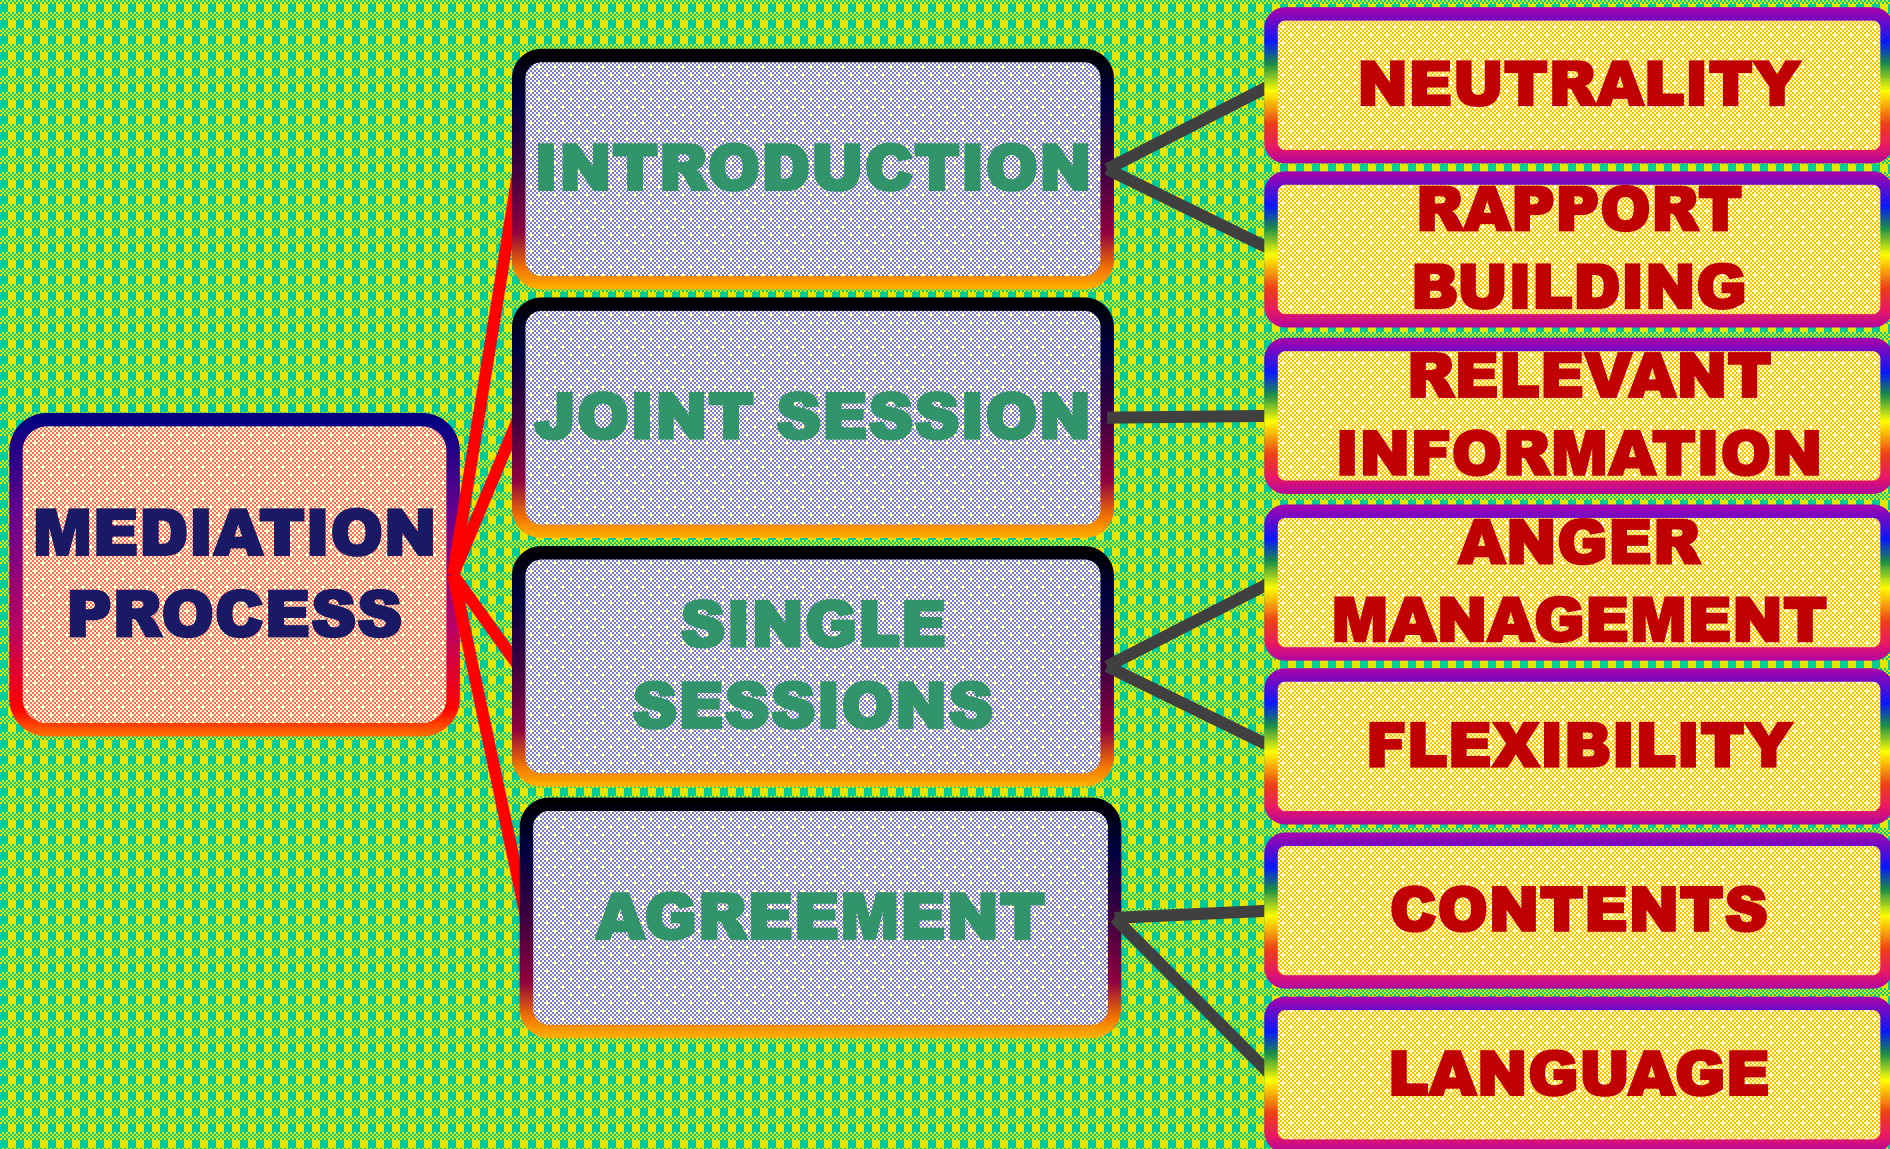 MEDIATION
PROCESS
INTRODUCTION
NEUTRALITY
RAPPORT
BUILDING
JOINT SESSION
RELEVANT
INFORMATION
SINGLE
SESSIONS
ANGER
MANAGEMENT
FLEXIBILITY
AGREEMENT
CONTENTS
LANGUAGE